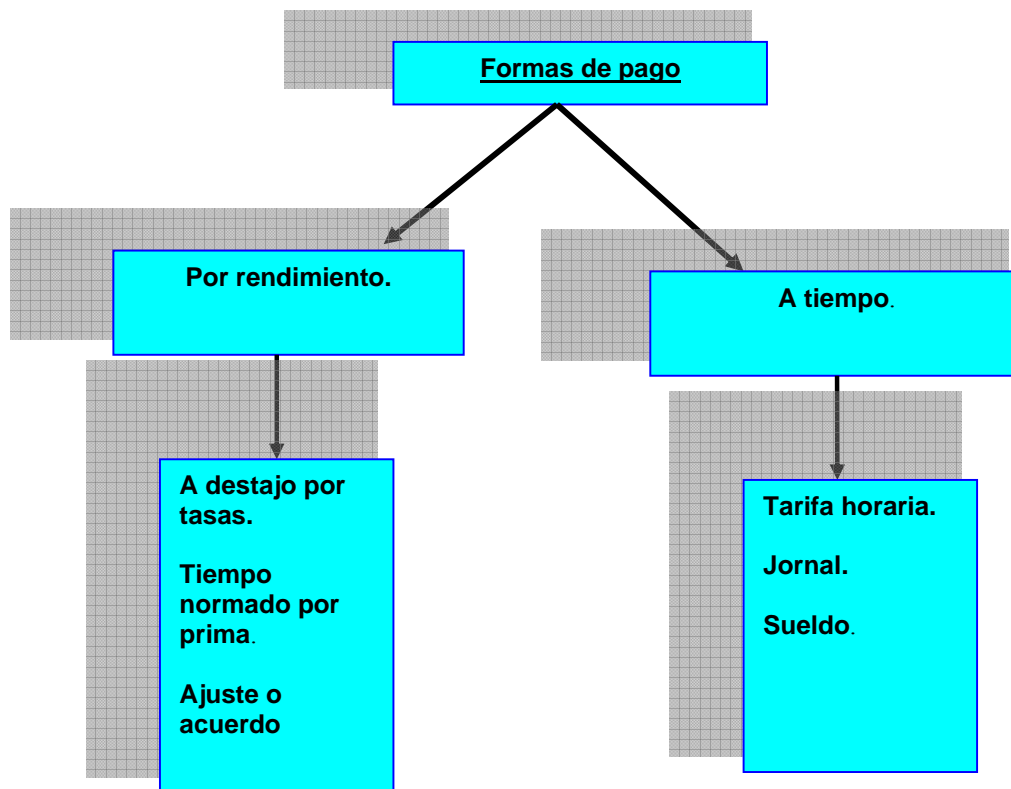 Formas de pago
Por rendimiento.
A tiempo.
A destajo por
tasas.
Tiempo
normado por
prima.
Ajuste o
acuerdo
Tarifa horaria.
Jornal.
Sueldo.